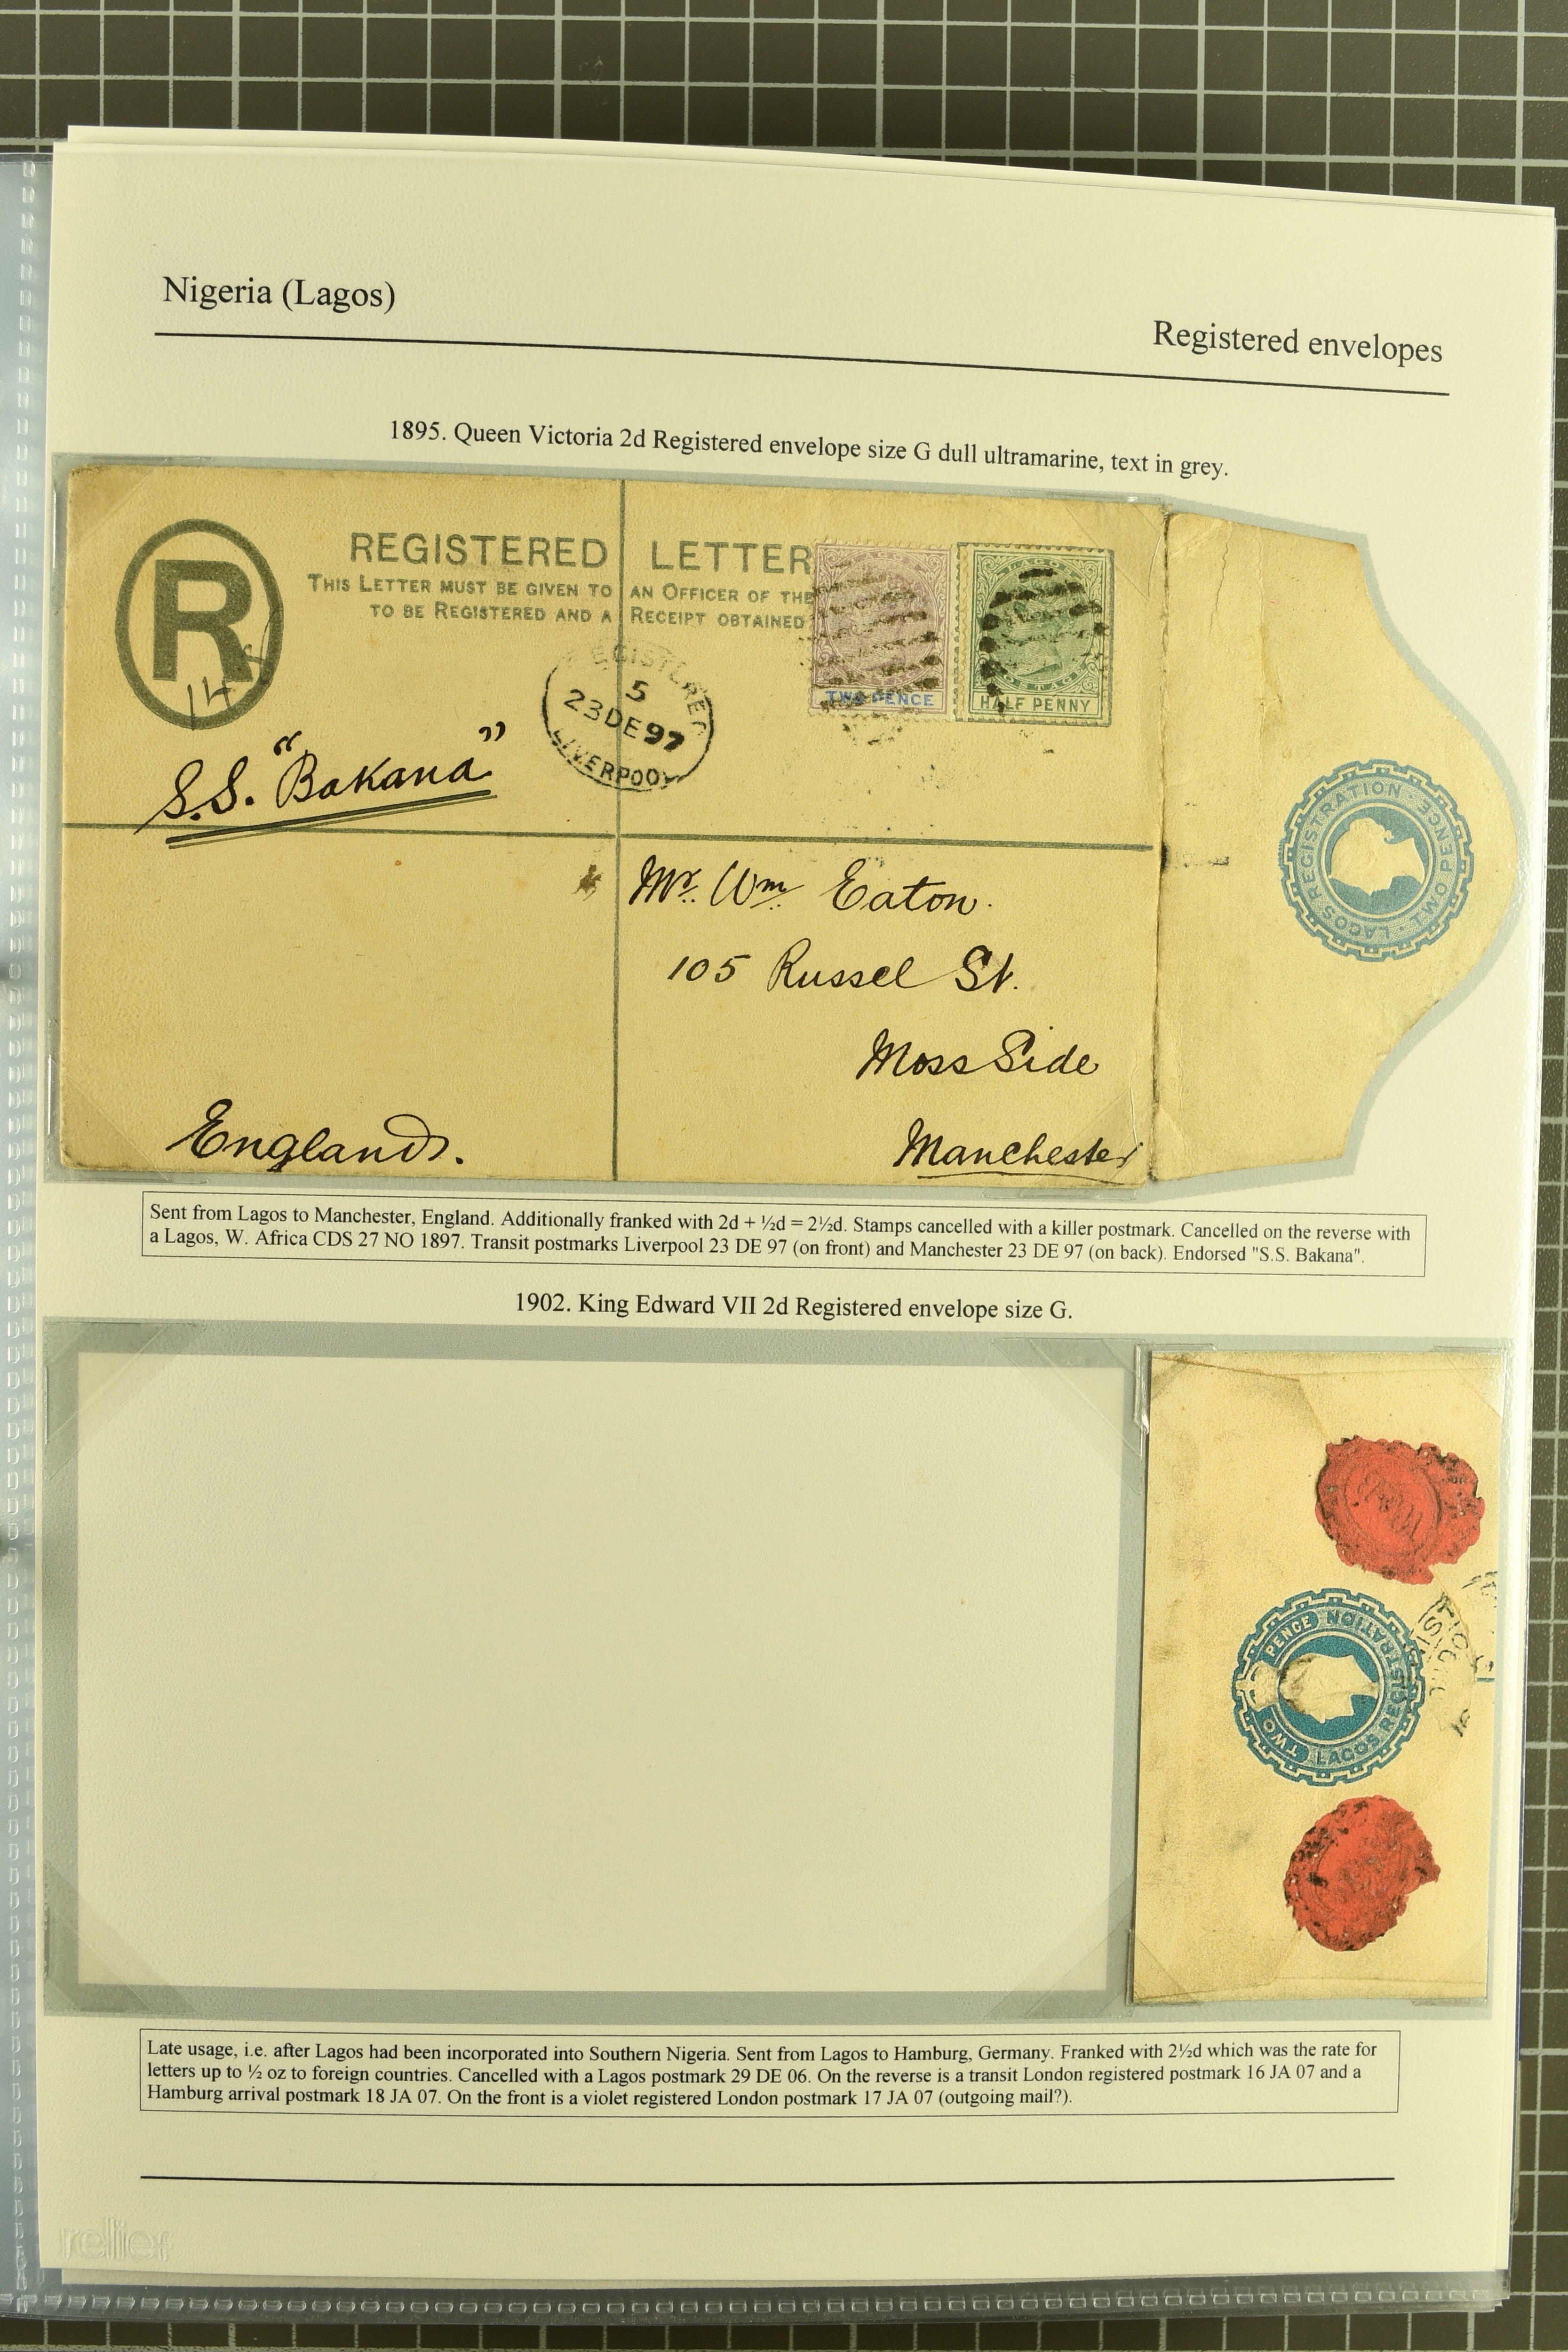 Nigeria (Lagos)
Registered envelopes
1895. Queen Victoria 2d Registered envelope size G dull ultramarine, text in grey.
R
REGISTERED LETTER
THIS LETTER MUST BE GIVEN TO AN OFFICER OF THE
TO BE REGISTERED AND A RECEIPT OBTAINED
TWO PENCE
HALF PENNY
REGISTERED
5
23DE97
LIVERPOOL
S.S. "Bakana"
LAGOS REGISTRATION · TWO PENCE ·
Mr. Wm. Eaton.
105 Russel St.
Moss Side
Manchester
England.
Sent from Lagos to Manchester, England. Additionally franked with 2d + ½d = 2½d. Stamps cancelled with a killer postmark. Cancelled on the reverse with
a Lagos, W. Africa CDS 27 NO 1897. Transit postmarks Liverpool 23 DE 97 (on front) and Manchester 23 DE 97 (on back). Endorsed "S.S. Bakana".
1902. King Edward VII 2d Registered envelope size G.
LAGOS REGISTRATION
TWO PENCE
Late usage, i.e. after Lagos had been incorporated into Southern Nigeria. Sent from Lagos to Hamburg, Germany. Franked with 2½d which was the rate for
letters up to ½ oz to foreign countries. Cancelled with a Lagos postmark 29 DE 06. On the reverse is a transit London registered postmark 16 JA 07 and a
Hamburg arrival postmark 18 JA 07. On the front is a violet registered London postmark 17 JA 07 (outgoing mail?).
relief